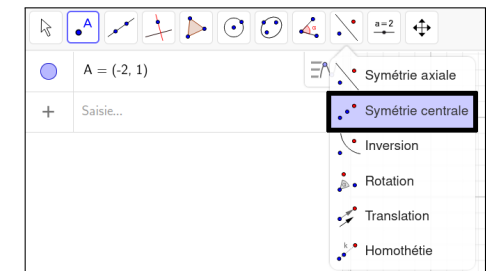 A
a=2
A = (-2, 1)
Saisie...
Symétrie axiale
Symétrie centrale
Inversion
Rotation
Translation
k
Homothétie